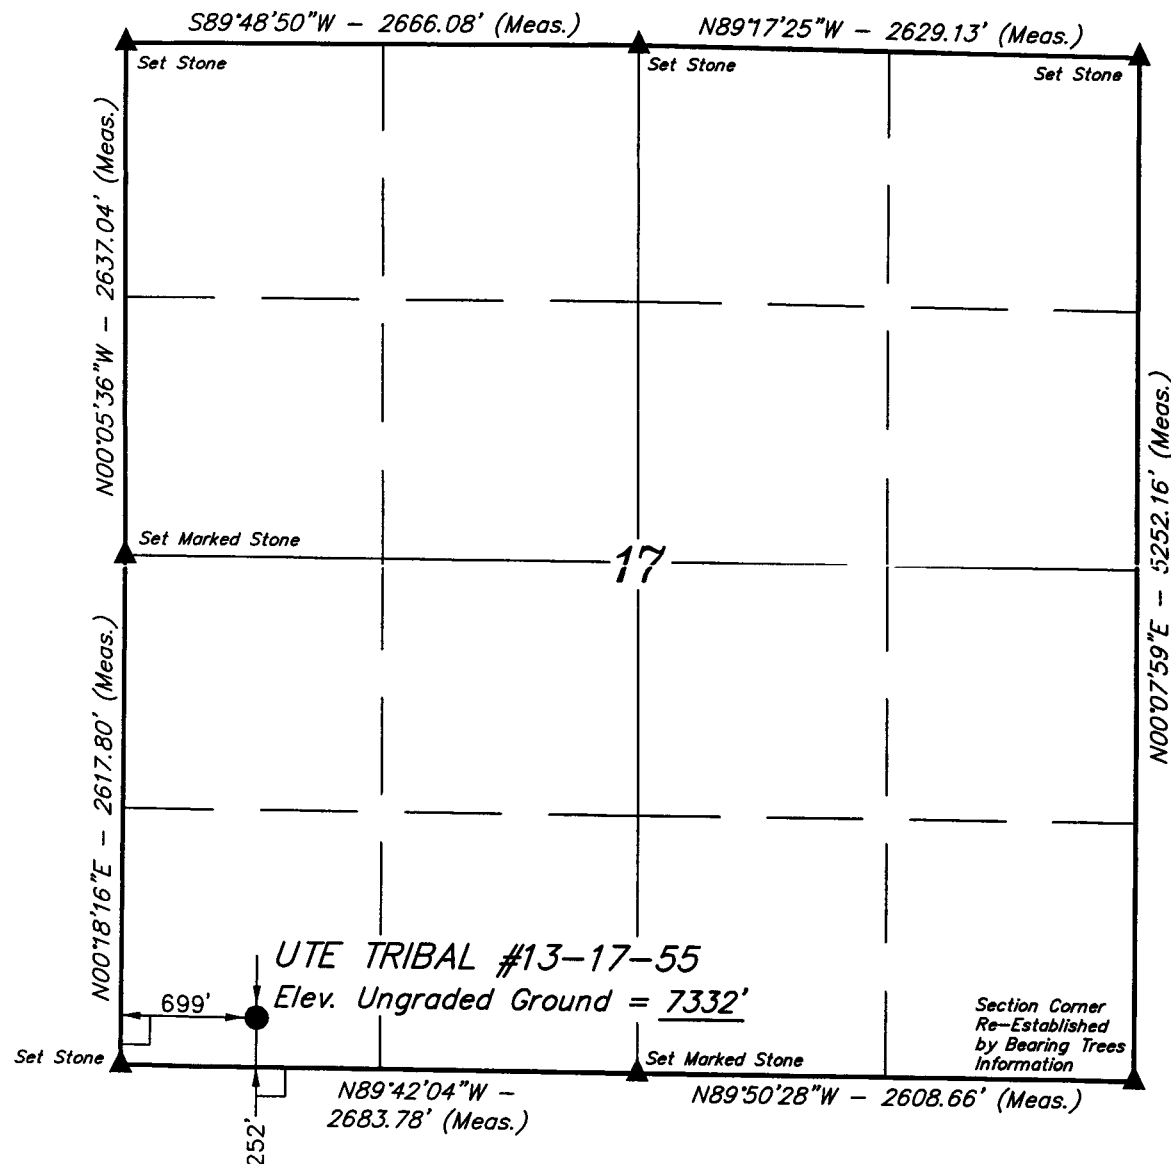 S89°48'50"W - 2666.08' (Meas.)
N89°17'25"W - 2629.13' (Meas.)
Set Stone
Set Stone
Set Stone
N00°05'36"W - 2637.04' (Meas.)
Set Marked Stone
17
N00°07'59"E - 5252.16' (Meas.)
N00°18'16"E - 2617.80' (Meas.)
UTE TRIBAL #13-17-55
Elev. Ungraded Ground = 7332'
699'
Section Corner
Re-Established
by Bearing Trees
Information
Set Stone
Set Marked Stone
N89°42'04"W -
2683.78' (Meas.)
N89°50'28"W - 2608.66' (Meas.)
252'